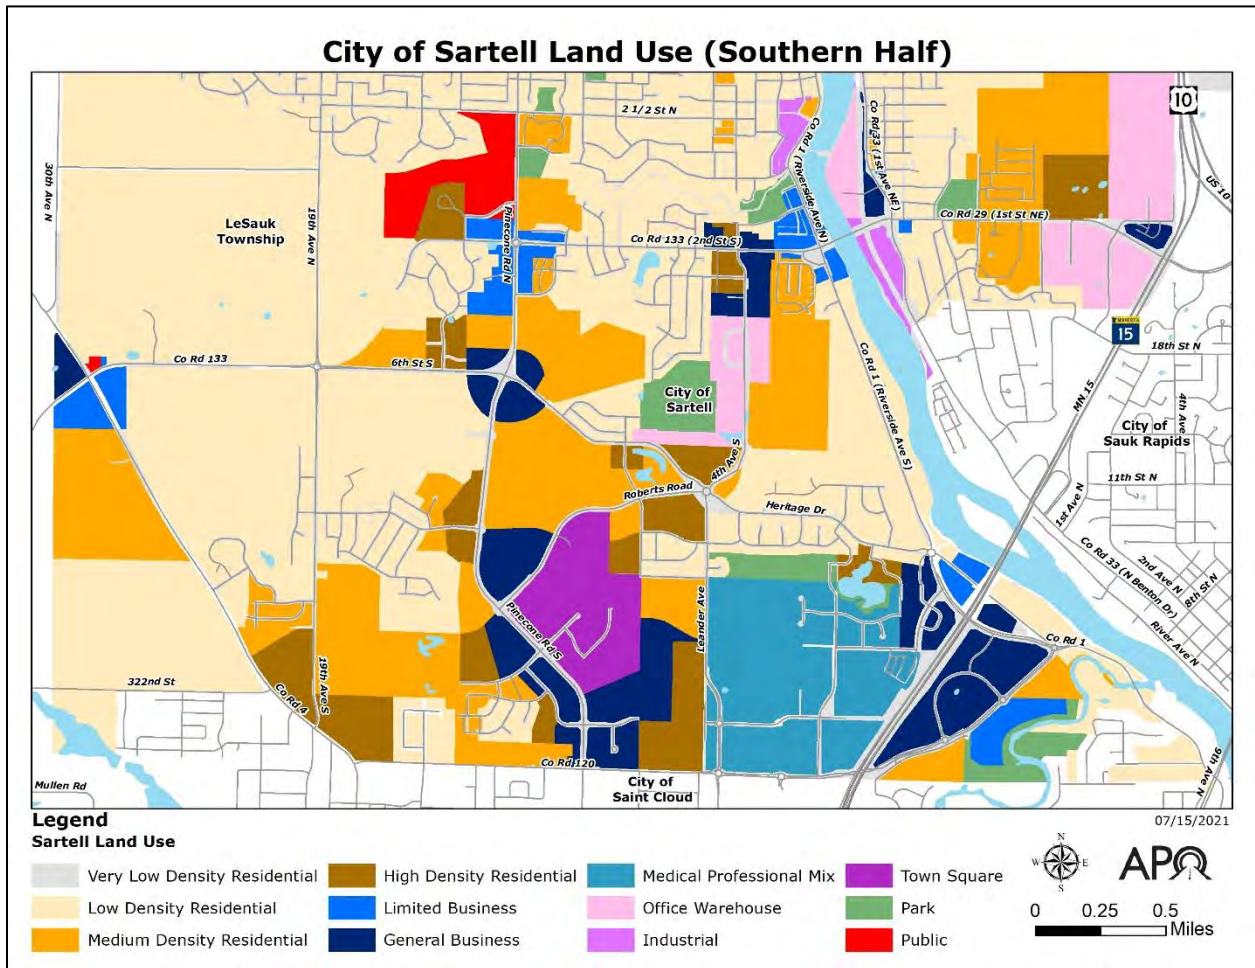 City of Sartell Land Use (Southern Half)
2 1/2 St N
Co Rd 1 (Riverside Ave N)
Co Rd 33 (1st Ave NE)
10
US 10
30th Ave N
19th Ave N
LeSauk
Township
Pinecone Rd N
Co Rd 133 (2nd St S)
Co Rd 29 (1st St NE)
MINNESOTA
15
18th St N
Co Rd 133
6th St S
Co Rd 1 (Riverside Ave S)
MN 15
4th Ave N
City of
Sartell
City of
Sauk Rapids
4th Ave S
11th St N
1st Ave N
Roberts Road
Heritage Dr
Co Rd 33 (N Benton Dr)
2nd Ave N
8th St N
River Ave N
Pinecone Rd S
Leander Ave
Co Rd 1
322nd St
19th Ave S
Co Rd 4
Co Rd 120
9th Ave N
Mullen Rd
City of
Saint Cloud
07/15/2021
Legend
Sartell Land Use
Very Low Density Residential
High Density Residential
Medical Professional Mix
Town Square
Low Density Residential
Limited Business
Office Warehouse
Park
Medium Density Residential
General Business
Industrial
Public
N
W
E
S
APO
0 0.25 0.5
Miles